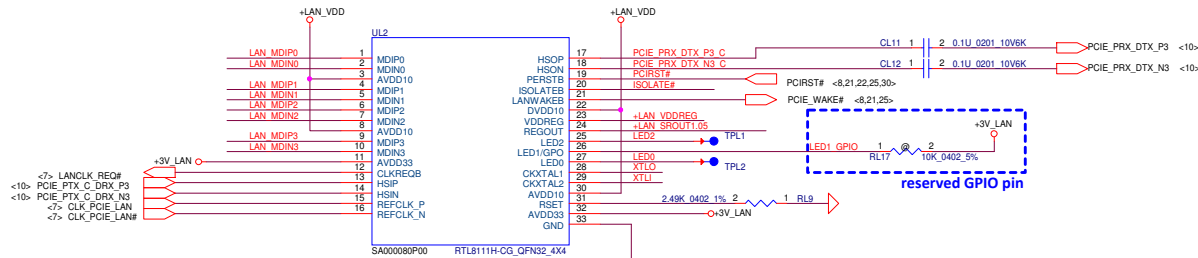 +LAN_VDD
+LAN_VDD
UL2
LAN_MDIP0 1 MDIP0 HSOP 17 PCIE_PRX_DTX_P3_C CL11 1 2 0.1U_0201_10V6K PCIE_PRX_DTX_P3 <10>
LAN_MDIN0 2 MDIN0 HSON 18 PCIE_PRX_DTX_N3_C CL12 1 2 0.1U_0201_10V6K PCIE_PRX_DTX_N3 <10>
3 AVDD10 PERSTB 19 PCIRST# PCIRST# <8,21,22,25,30>
LAN_MDIP1 4 MDIP1 ISOLATEB 20 ISOLATE#
LAN_MDIN1 5 MDIN1 LANWAKEB 21 PCIE_WAKE# <8,21,25>
LAN_MDIP2 6 MDIP2 DVDD10 22
LAN_MDIN2 7 MDIN2 VDDREG 23 +LAN_VDDREG
8 AVDD10 REGOUT 24 +LAN_SROUT1.05
LAN_MDIP3 9 MDIP3 LED2 25 LED2 TPL1 +3V_LAN
LAN_MDIN3 10 MDIN3 LED1/GPO 26 LED1_GPIO 1 @ 2
+3V_LAN 11 AVDD33 LED0 27 LED0 TPL2 RL17 10K_0402_5%
<7> LANCLK_REQ# 12 CLKREQB CKXTAL1 28 XTLO
<10> PCIE_PTX_C_DRX_P3 13 HSIP CKXTAL2 29 XTLI reserved GPIO pin
<10> PCIE_PTX_C_DRX_N3 14 HSIN AVDD10 30
<7> CLK_PCIE_LAN 15 REFCLK_P RSET 31 2.49K_0402_1% 2 1 RL9
<7> CLK_PCIE_LAN# 16 REFCLK_N AVDD33 32 +3V_LAN
GND 33
SA000080P00 RTL8111H-CG_QFN32_4X4